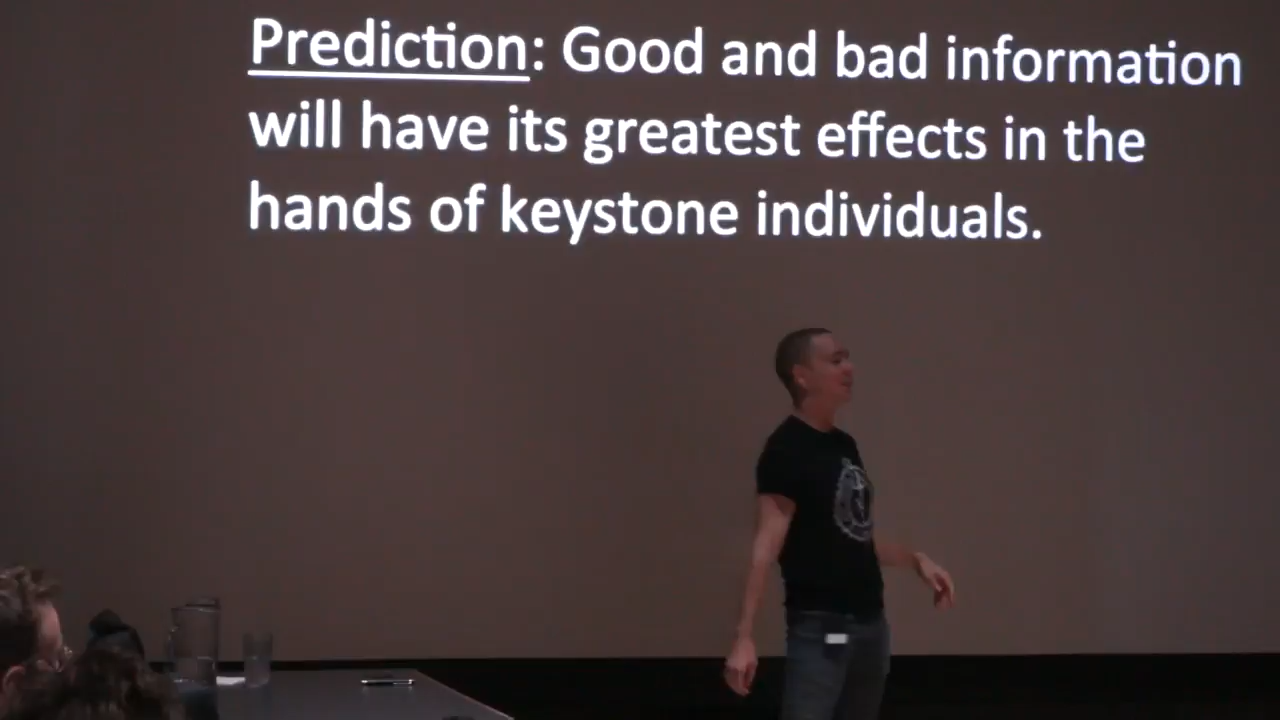 Prediction: Good and bad information
will have its greatest effects in the
hands of keystone individuals.